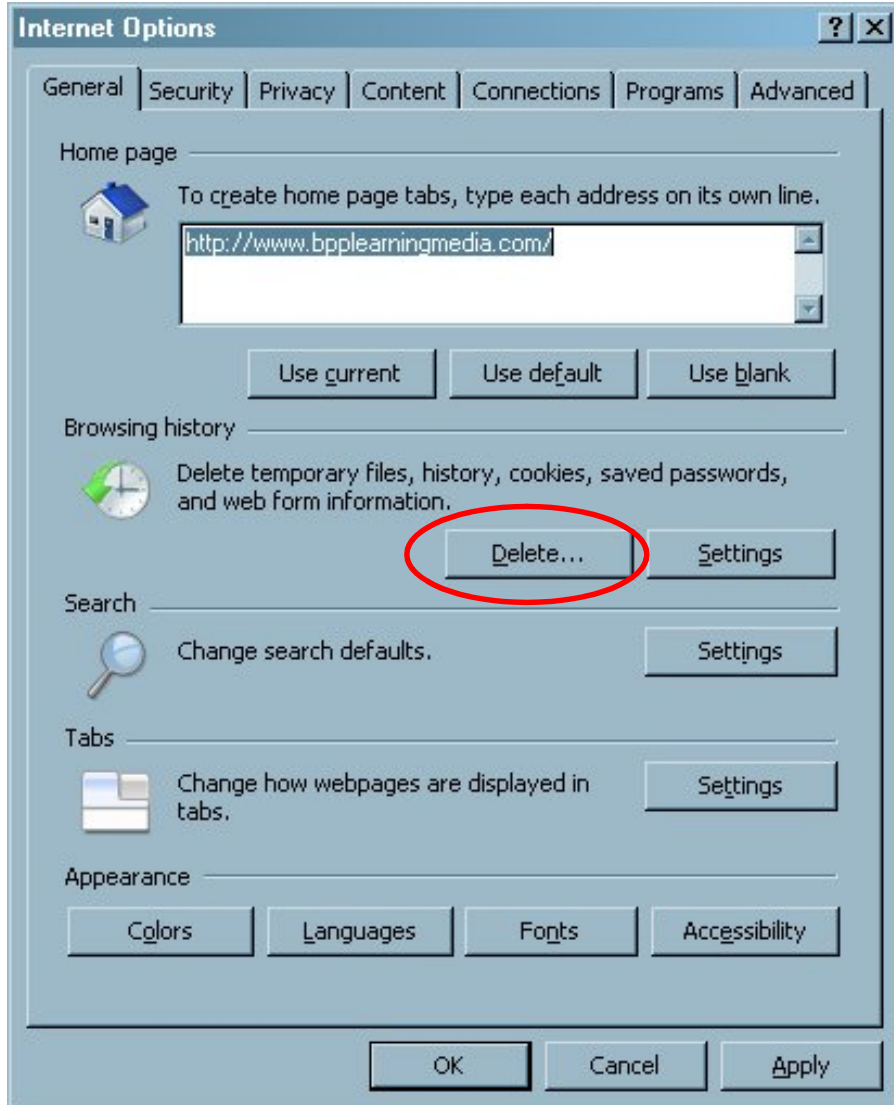 Internet Options
General Security Privacy Content Connections Programs Advanced
Home page
To create home page tabs, type each address on its own line.
http://www.bpplearningmedia.com/
Use current Use default Use blank
Browsing history
Delete temporary files, history, cookies, saved passwords,
and web form information.
Delete... Settings
Search
Change search defaults.
Settings
Tabs
Change how webpages are displayed in
tabs.
Settings
Appearance
Colors Languages Fonts Accessibility
OK Cancel Apply